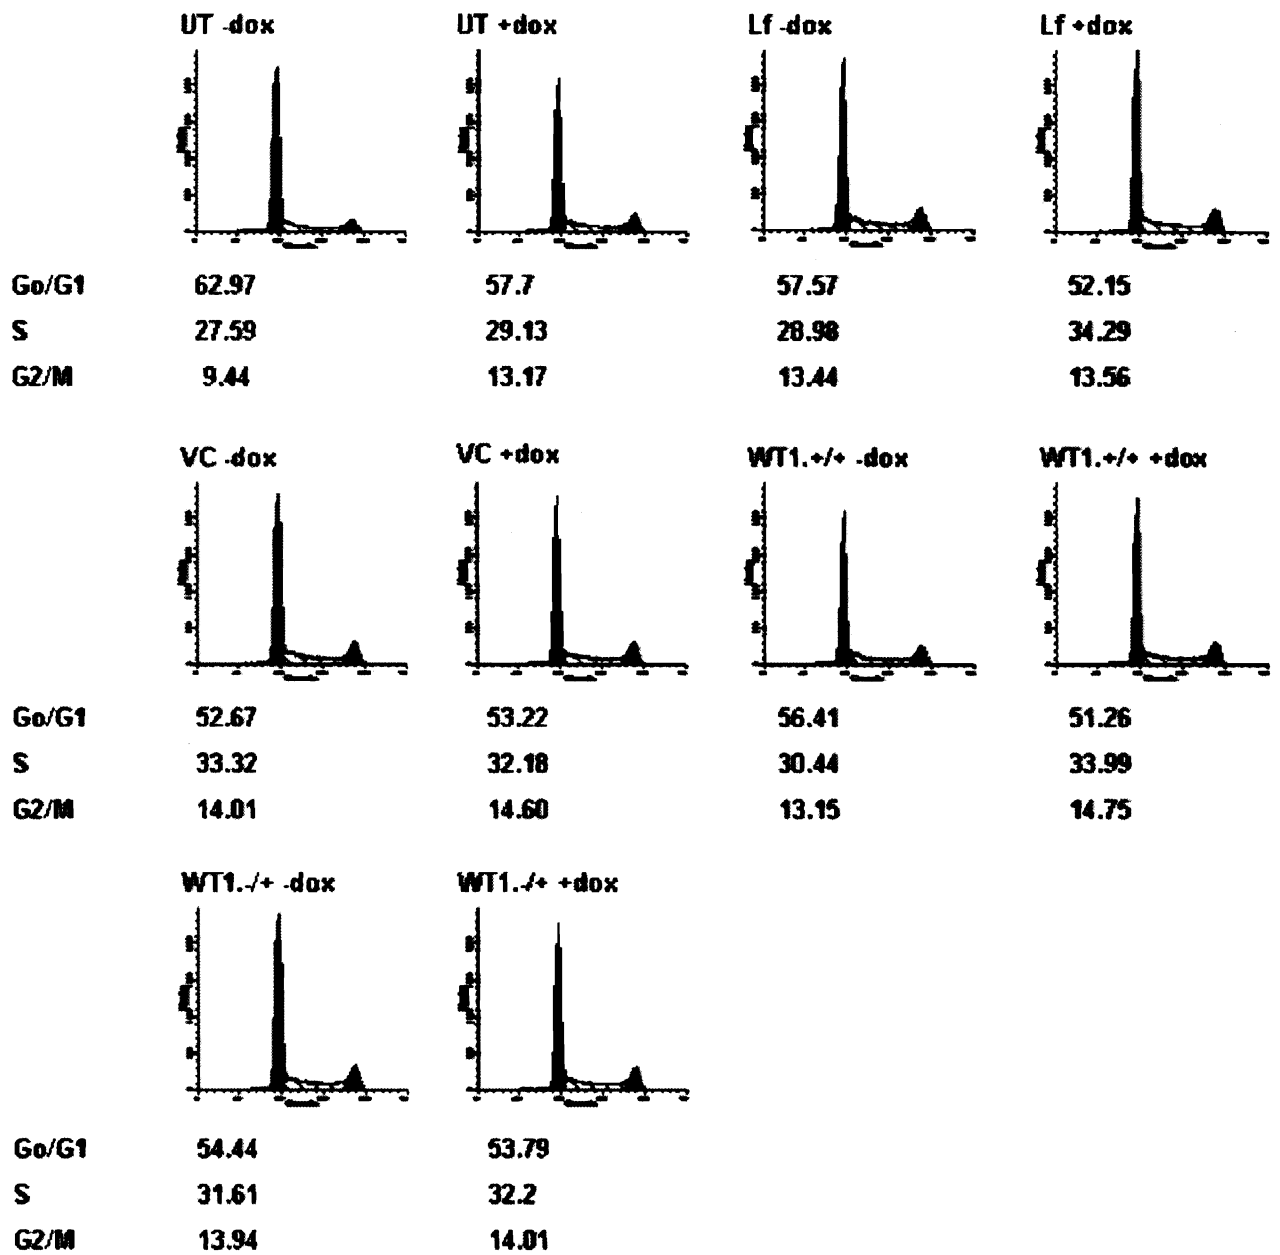 UT -dox UT +dox Lf -dox Lf +dox
Go/G1 62.97 57.7 57.57 52.15
S 27.59 29.13 28.98 34.29
G2/M 9.44 13.17 13.44 13.56
VC -dox VC +dox WT1.+/+ -dox WT1.+/+ +dox
Go/G1 52.67 53.22 56.41 51.26
S 33.32 32.18 30.44 33.99
G2/M 14.01 14.60 13.15 14.75
WT1.-/+ -dox WT1.-/+ +dox
Go/G1 54.44 53.79
S 31.61 32.2
G2/M 13.94 14.01